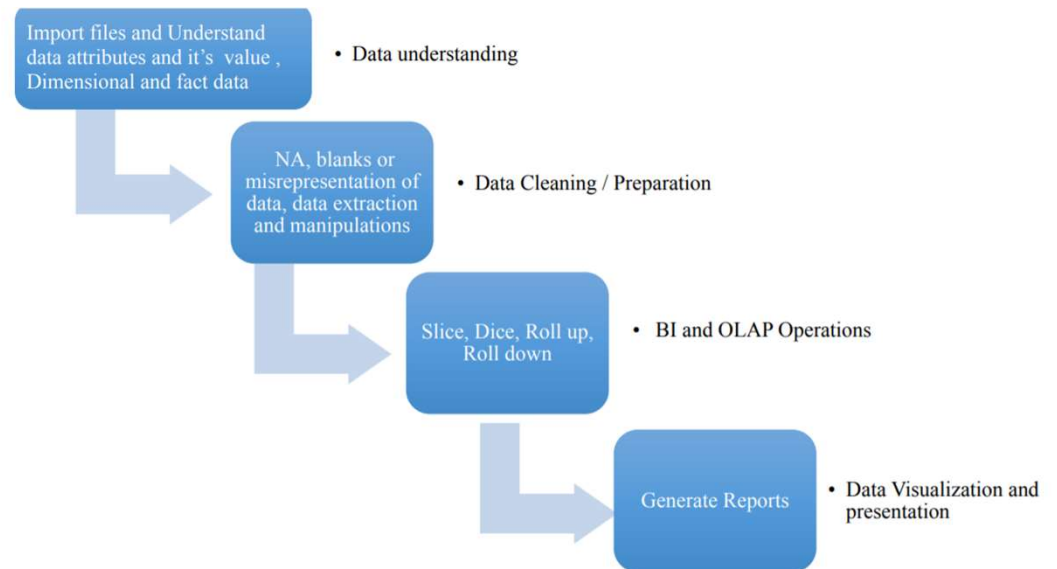 Import files and Understand
data attributes and it's value ,
Dimensional and fact data
• Data understanding
NA, blanks or
misrepresentation of
data, data extraction
and manipulations
• Data Cleaning / Preparation
Slice, Dice, Roll up,
Roll down
• BI and OLAP Operations
Generate Reports
• Data Visualization and
presentation